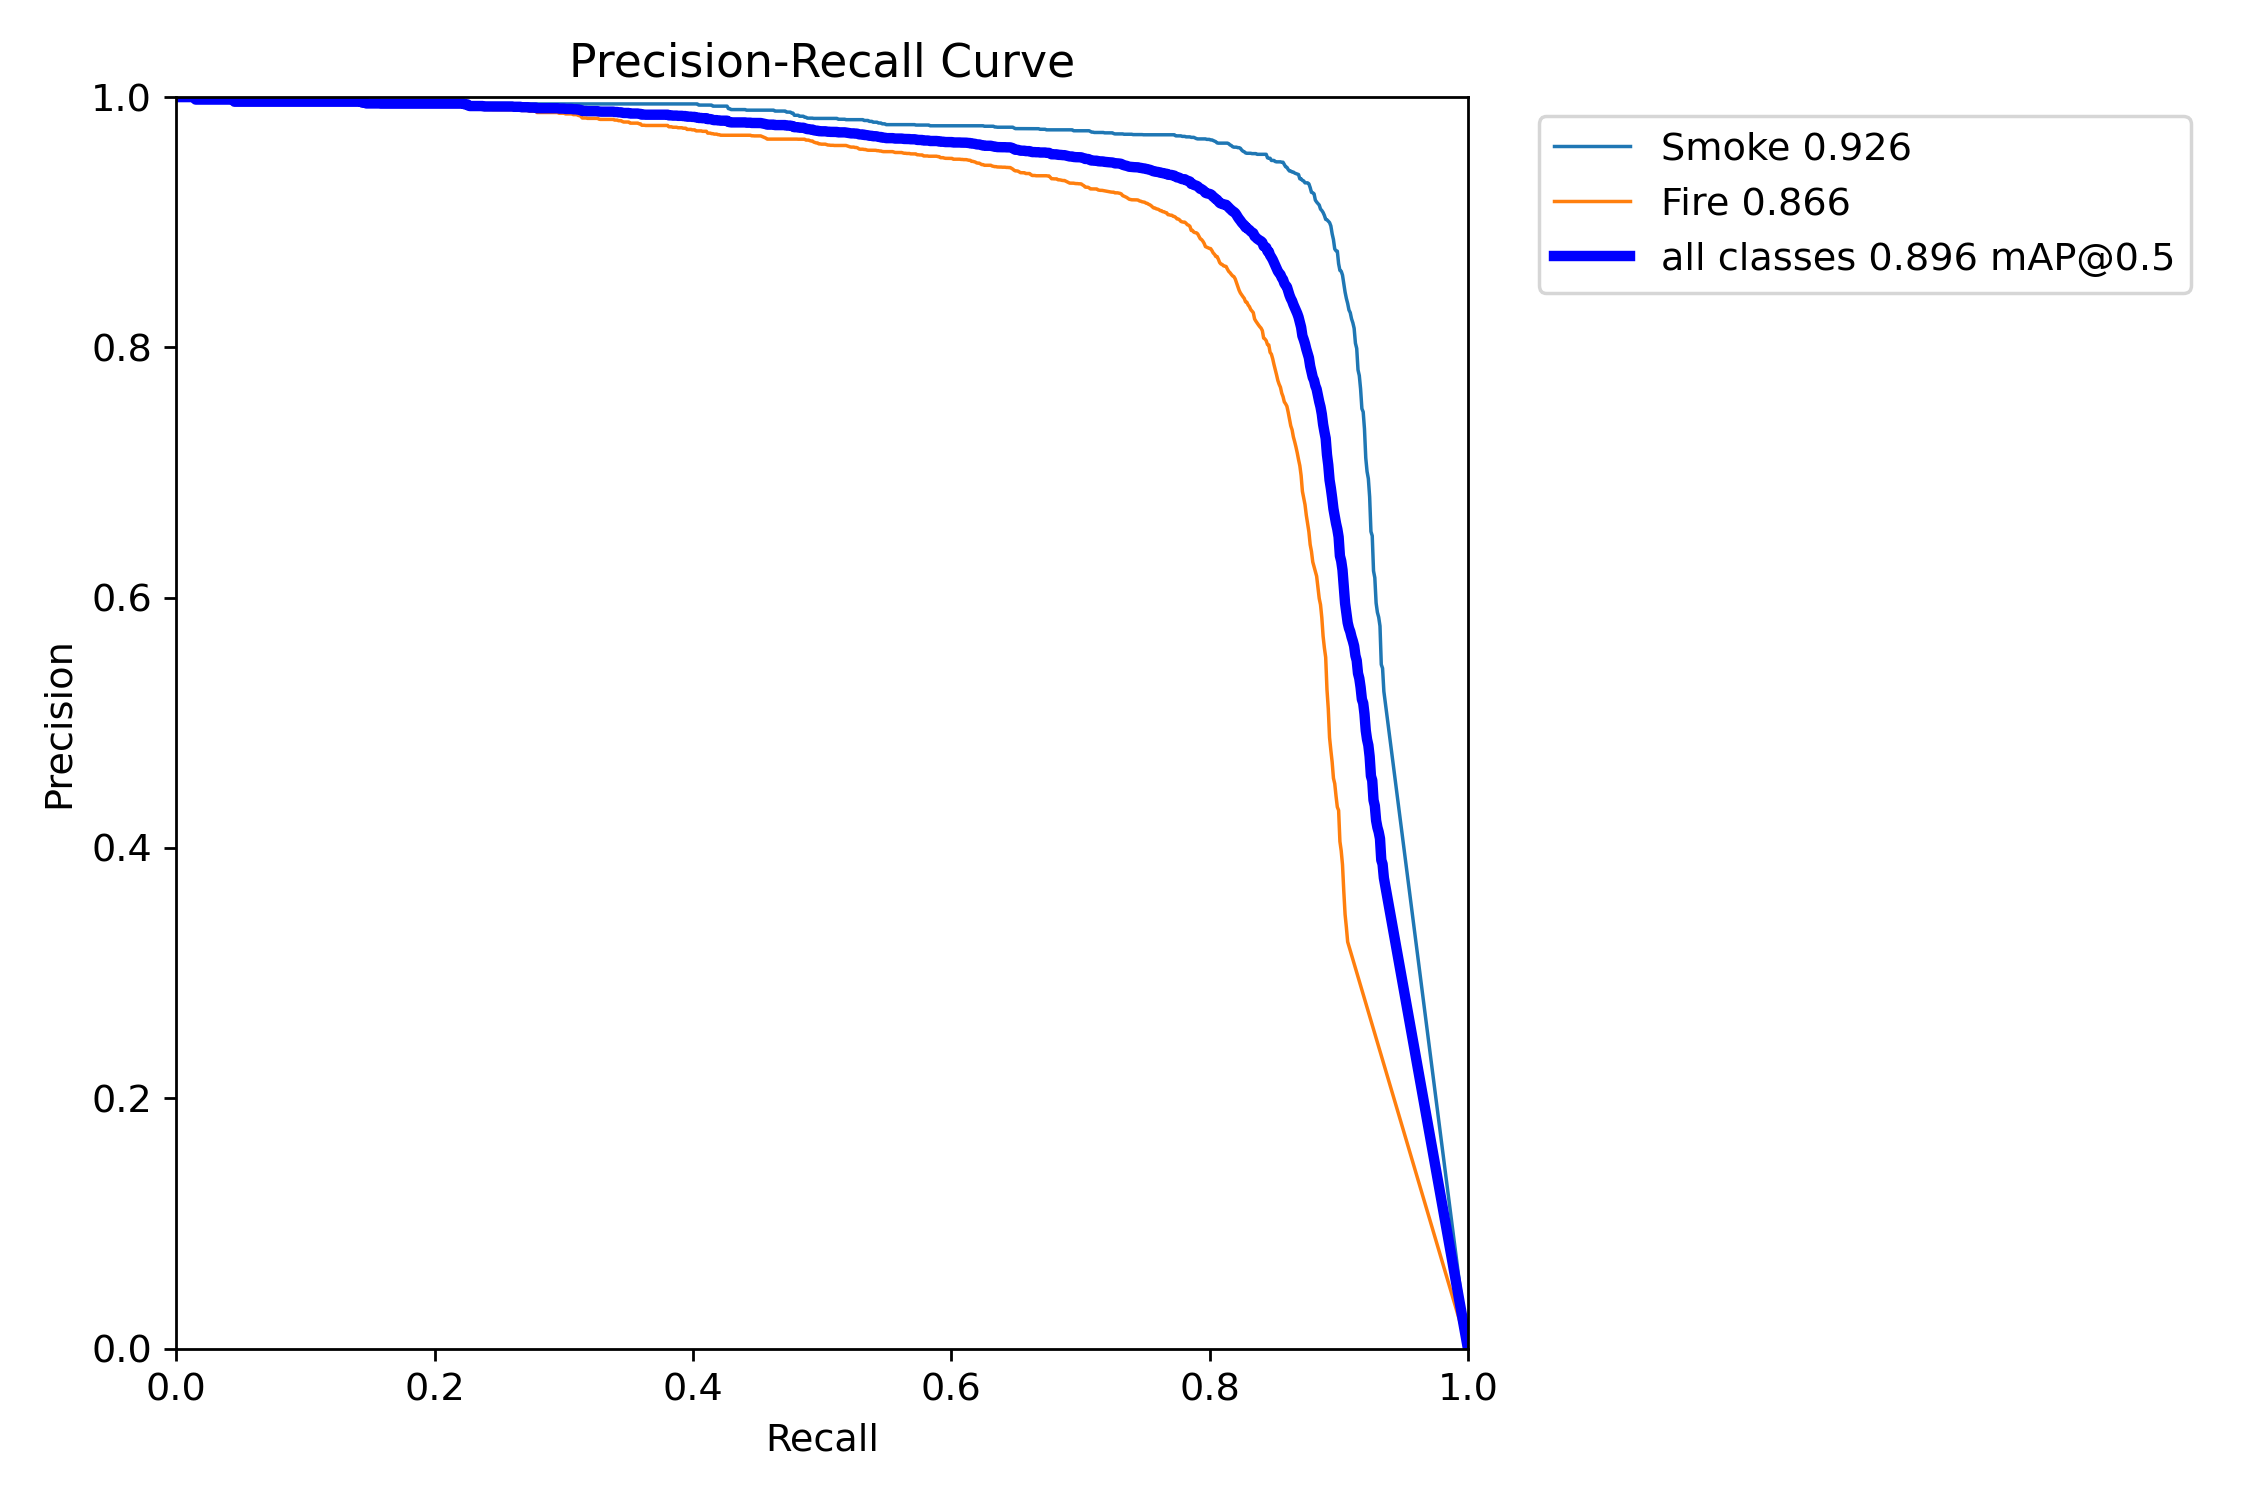 Precision-Recall Curve
1.0
0.8
0.6
0.4
0.2
0.0
Precision
0.0 0.2 0.4 0.6 0.8 1.0
Recall
Smoke 0.926
Fire 0.866
all classes 0.896 mAP@0.5